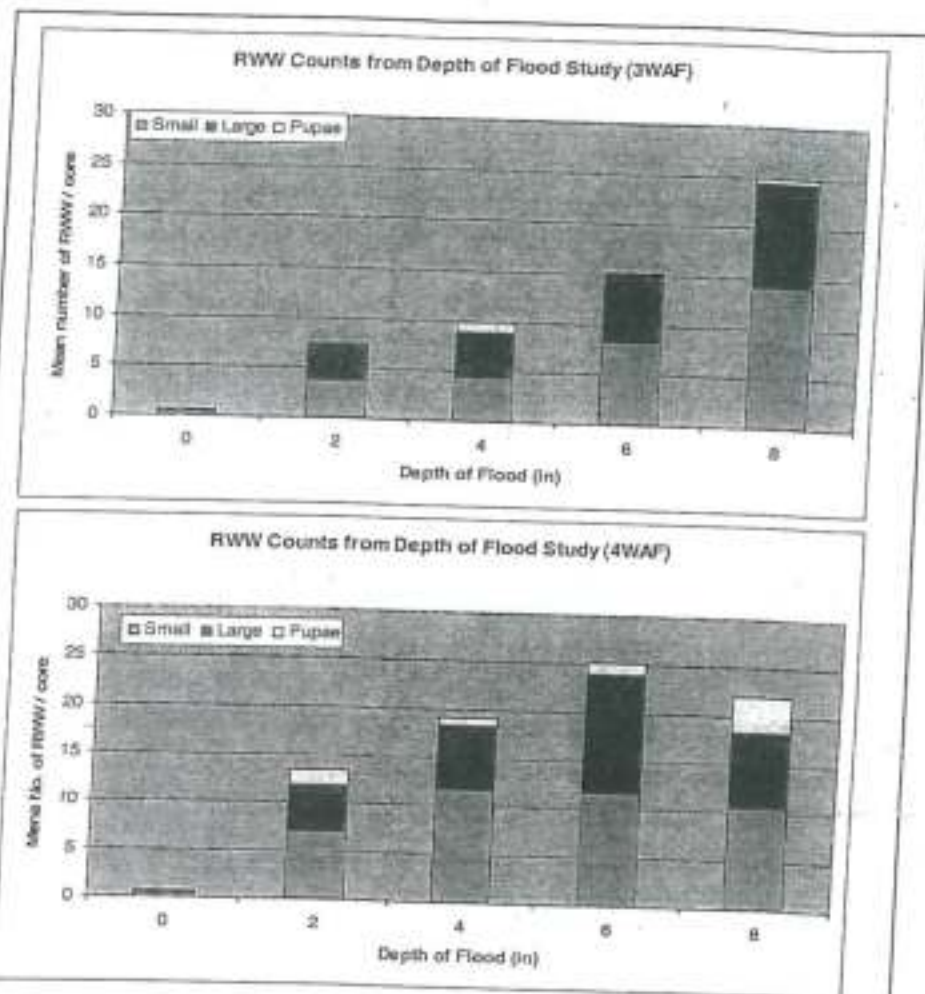 RWW Counts from Depth of Flood Study (3WAF)
30
Small Large Pupae
25
20
15
10
5
0
Mean number of RWW / core
0 2 4 6 8
Depth of Flood (in)
RWW Counts from Depth of Flood Study (4WAF)
30
Small Large Pupae
25
20
15
10
5
0
Mene No. of RWW / core
0 2 4 6 8
Depth of Flood (in)